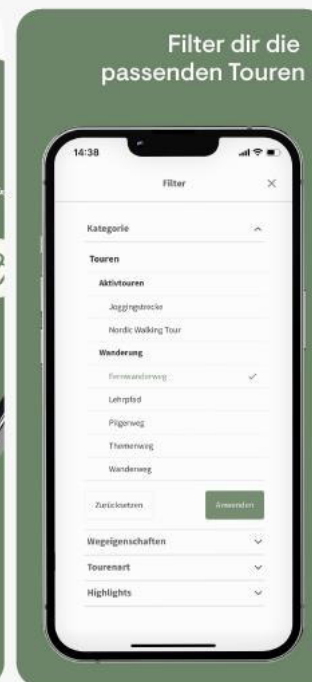 Filter dir die
passenden Touren
14:38
Filter
Kategorie
Touren
Aktivtouren
Joggingstrecke
Nordic Walking Tour
Wanderung
Fernwanderweg
Lehrpfad
Pilgerweg
Themenweg
Wanderweg
Zurücksetzen
Anwenden
Wegeigenschaften
Tourenart
Highlights